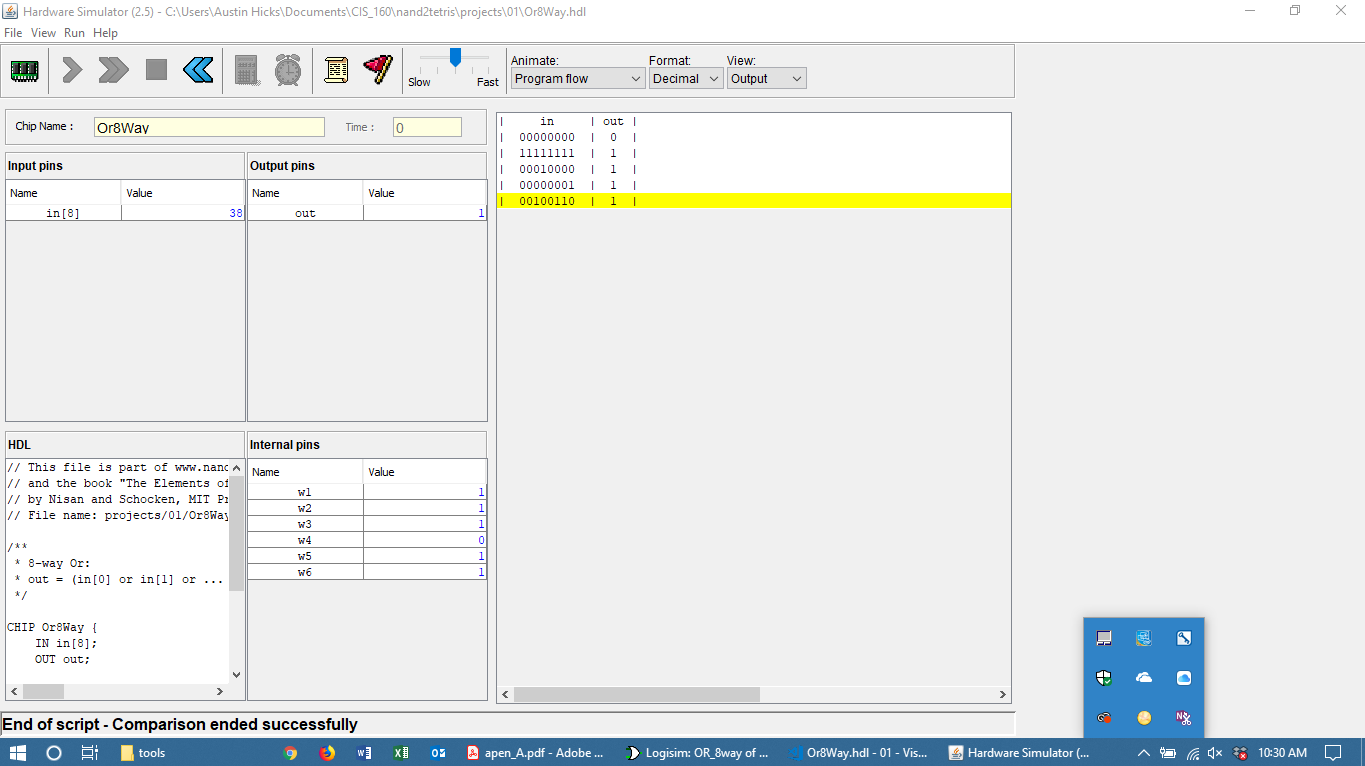 Hardware Simulator (2.5) - C:\Users\Austin Hicks\Documents\CIS_160\nand2tetris\projects\01\Or8Way.hdl
File View Run Help
Slow Fast
Animate: Format: View:
Program flow Decimal Output
Chip Name : Or8Way Time : 0
Input pins
Name Value
in[8] 38
Output pins
Name Value
out 1
HDL
// This file is part of www.nand
// and the book "The Elements of
// by Nisan and Schocken, MIT Pr
// File name: projects/01/Or8Way
/**
* 8-way Or:
* out = (in[0] or in[1] or ...
*/
CHIP Or8Way {
IN in[8];
OUT out;
Internal pins
Name Value
w1 1
w2 1
w3 1
w4 0
w5 1
w6 1
| in | out |
| 00000000 | 0 |
| 11111111 | 1 |
| 00010000 | 1 |
| 00000001 | 1 |
| 00100110 | 1 |
End of script - Comparison ended successfully
tools
apen_A.pdf - Adobe ...
Logisim: OR_8way of ...
Or8Way.hdl - 01 - Vis...
Hardware Simulator (...
10:30 AM